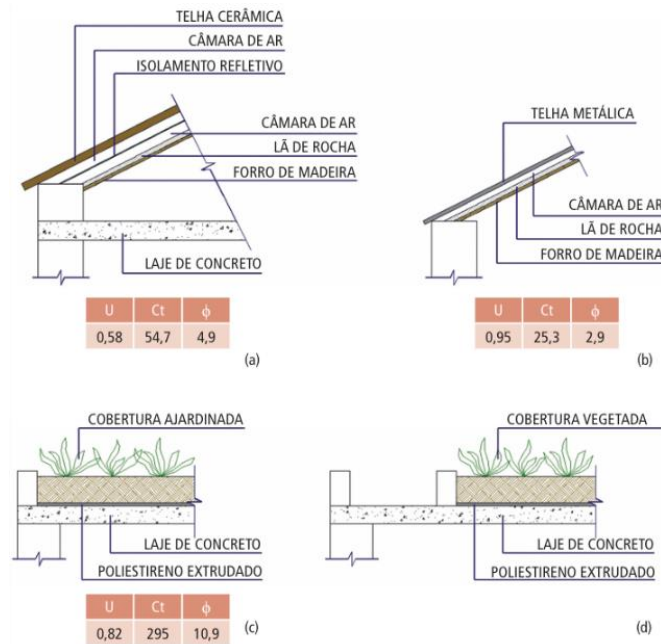 TELHA CERÂMICA
CÂMARA DE AR
ISOLAMENTO REFLETIVO
CÂMARA DE AR
LÃ DE ROCHA
FORRO DE MADEIRA
LAJE DE CONCRETO
U Ct ϕ
0,58 54,7 4,9
(a)
TELHA METÁLICA
CÂMARA DE AR
LÃ DE ROCHA
FORRO DE MADEIRA
U Ct ϕ
0,95 25,3 2,9
(b)
COBERTURA AJARDINADA
LAJE DE CONCRETO
POLIESTIRENO EXTRUDADO
U Ct ϕ
0,82 295 10,9
(c)
COBERTURA VEGETADA
LAJE DE CONCRETO
POLIESTIRENO EXTRUDADO
(d)